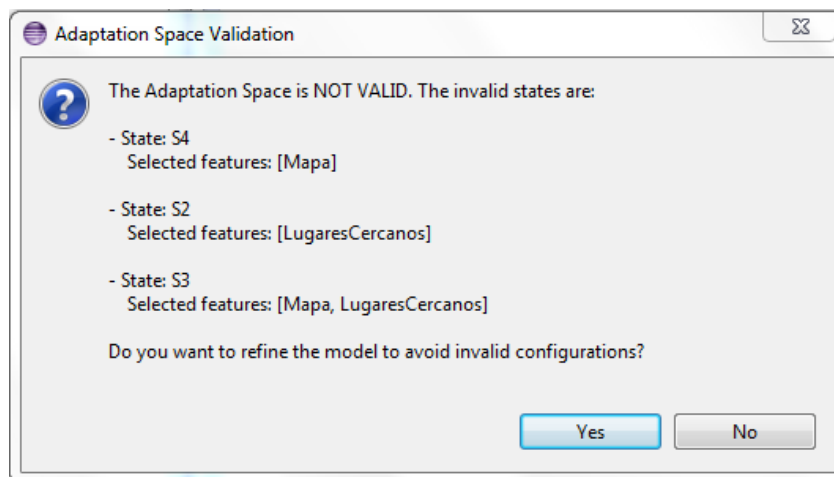 Adaptation Space Validation
The Adaptation Space is NOT VALID. The invalid states are:
- State: S4
Selected features: [Mapa]
- State: S2
Selected features: [LugaresCercanos]
- State: S3
Selected features: [Mapa, LugaresCercanos]
Do you want to refine the model to avoid invalid configurations?
Yes
No